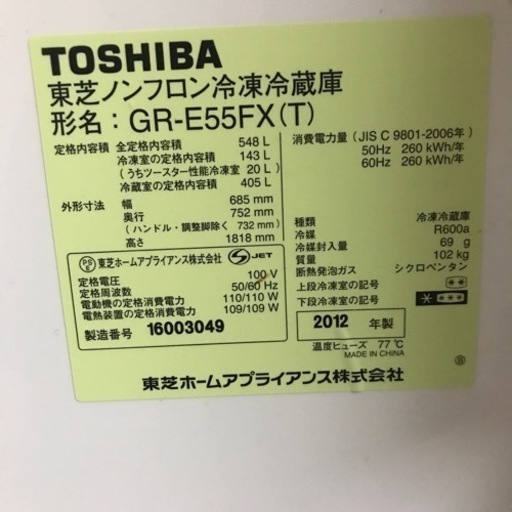 TOSHIBA
東芝ノンフロン冷凍冷蔵庫
形名：GR-E55FX(T)
定格内容積 全定格内容積 548 L
冷凍室の定格内容積 143 L
(うちツースター性能冷凍室 20 L)
冷蔵室の定格内容積 405 L
外形寸法 幅 685 mm
奥行 752 mm
(ハンドル・調整脚除く 732 mm)
高さ 1818 mm
消費電力量 (JIS C 9801-2006年)
50Hz 260 kWh/年
60Hz 260 kWh/年
種類 冷凍冷蔵庫
冷媒 R600a
冷媒封入量 69 g
質量 102 kg
断熱発泡ガス シクロペンタン
上段冷凍室の記号
下段冷凍室の記号
PS E 東芝ホームアプライアンス株式会社 S JET
定格電圧 100 V
定格周波数 50/60 Hz
電動機の定格消費電力 110/110 W
電熱装置の定格消費電力 109/109 W
製造番号 16003049
2012 年製
温度ヒューズ 77℃
MADE IN CHINA
東芝ホームアプライアンス株式会社